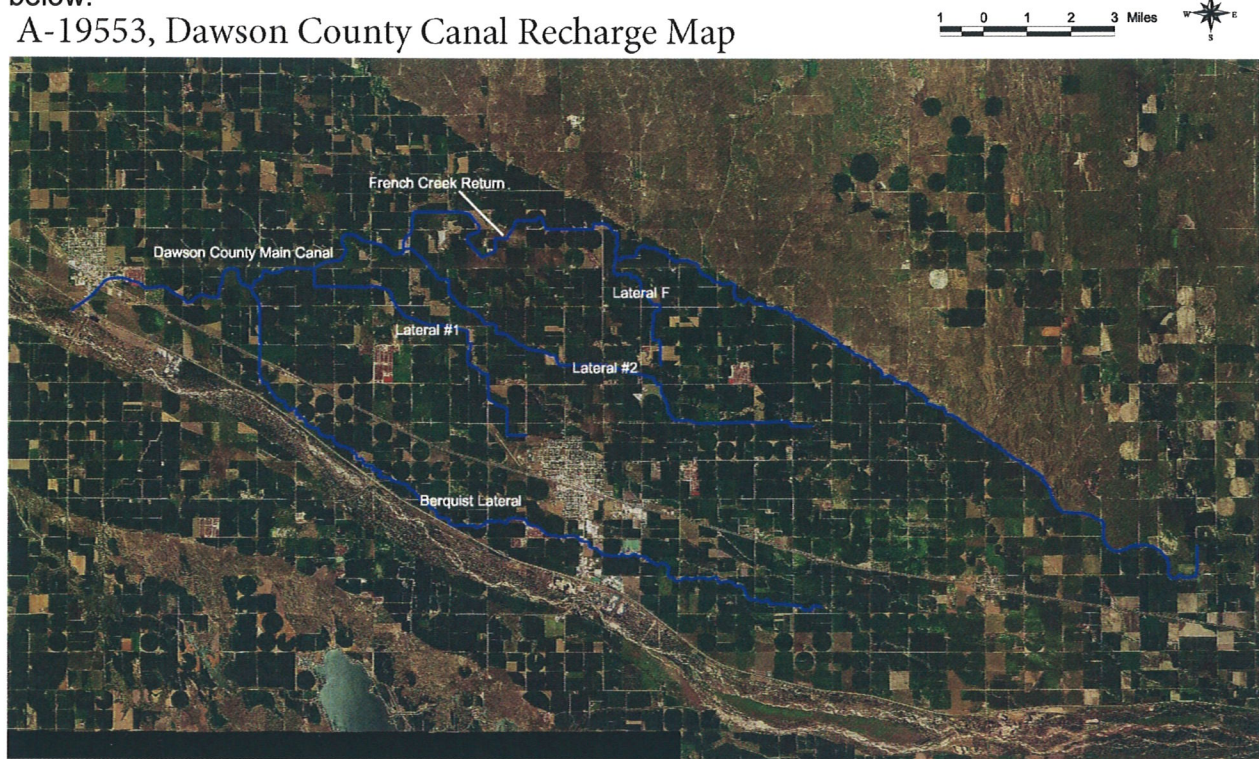 below:
A-19553, Dawson County Canal Recharge Map
1 0 1 2 3 Miles
W E
S
French Creek Return
Dawson County Main Canal
Lateral F
Lateral #1
Lateral #2
Berquist Lateral